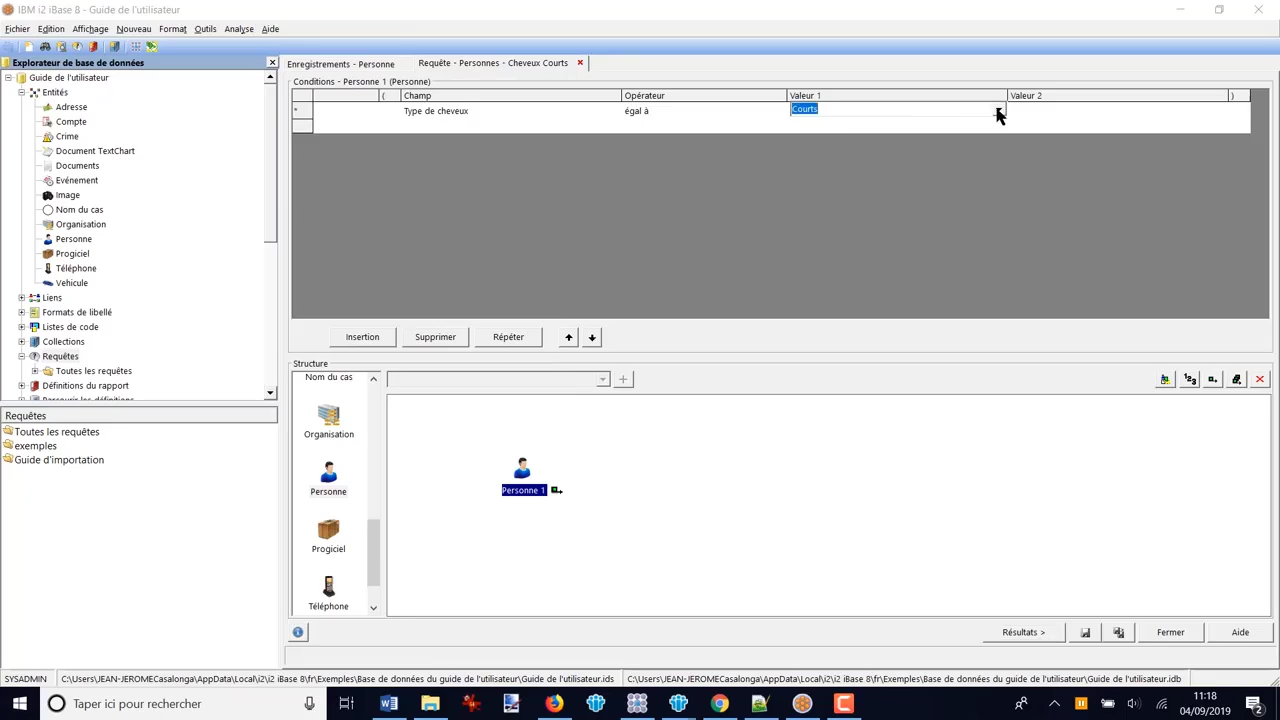 IBM i2 iBase 8 - Guide de l'utilisateur
Fichier Edition Affichage Nouveau Format Outils Analyse Aide
Explorateur de base de données
Guide de l'utilisateur
Entités
Adresse
Compte
Crime
Document TextChart
Documents
Evénement
Image
Nom du cas
Organisation
Personne
Progiciel
Téléphone
Vehicule
Liens
Formats de libellé
Listes de code
Collections
Requêtes
Toutes les requêtes
Définitions du rapport
Parcourir les définitions
Requêtes
Toutes les requêtes
exemples
Guide d'importation
Enregistrements - Personne Requête - Personnes - Cheveux Courts
Conditions - Personne 1 (Personne)
( Champ Opérateur Valeur 1 Valeur 2 )
* Type de cheveux égal à Courts
Insertion Supprimer Répéter
Structure
Nom du cas
Organisation
Personne
Progiciel
Téléphone
Personne 1
Résultats > Fermer Aide
SYSADMIN C:\Users\JEAN-JEROMECasalonga\AppData\Local\i2\i2 iBase 8\fr\Exemples\Base de données du guide de l'utilisateur\Guide de l'utilisateur.ids C:\Users\JEAN-JEROMECasalonga\AppData\Local\i2\i2 iBase 8\fr\Exemples\Base de données du guide de l'utilisateur\Guide de l'utilisateur.idb
Taper ici pour rechercher
11:18
04/09/2019
2